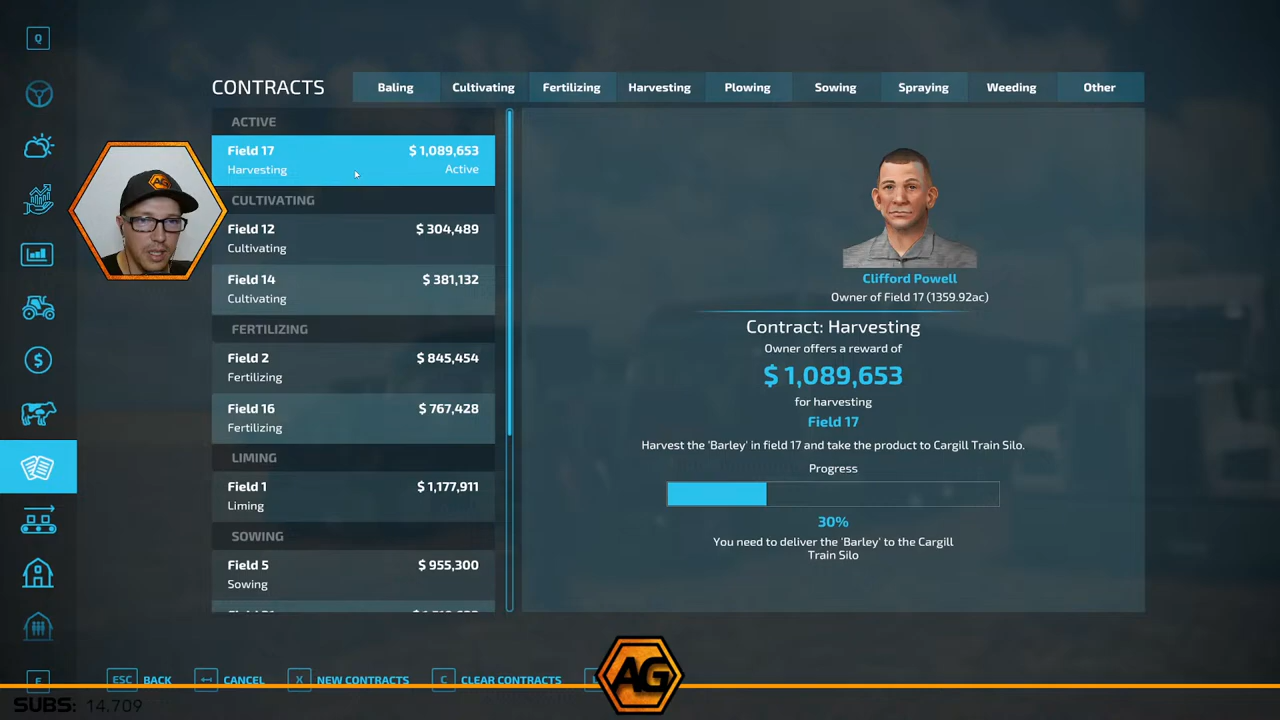 Q
CONTRACTS
Baling
Cultivating
Fertilizing
Harvesting
Plowing
Sowing
Spraying
Weeding
Other
ACTIVE
Field 17 $ 1,089,653
Harvesting Active
CULTIVATING
Field 12 $ 304,489
Cultivating
Field 14 $ 381,132
Cultivating
FERTILIZING
Field 2 $ 845,454
Fertilizing
Field 16 $ 767,428
Fertilizing
LIMING
Field 1 $ 1,177,911
Liming
SOWING
Field 5 $ 955,300
Sowing
Clifford Powell
Owner of Field 17 (1359.92ac)
Contract: Harvesting
Owner offers a reward of
$ 1,089,653
for harvesting
Field 17
Harvest the 'Barley' in field 17 and take the product to Cargill Train Silo.
Progress
30%
You need to deliver the 'Barley' to the Cargill
Train Silo
ESC BACK
CANCEL
X NEW CONTRACTS
C CLEAR CONTRACTS
AG
SUBS: 14.709